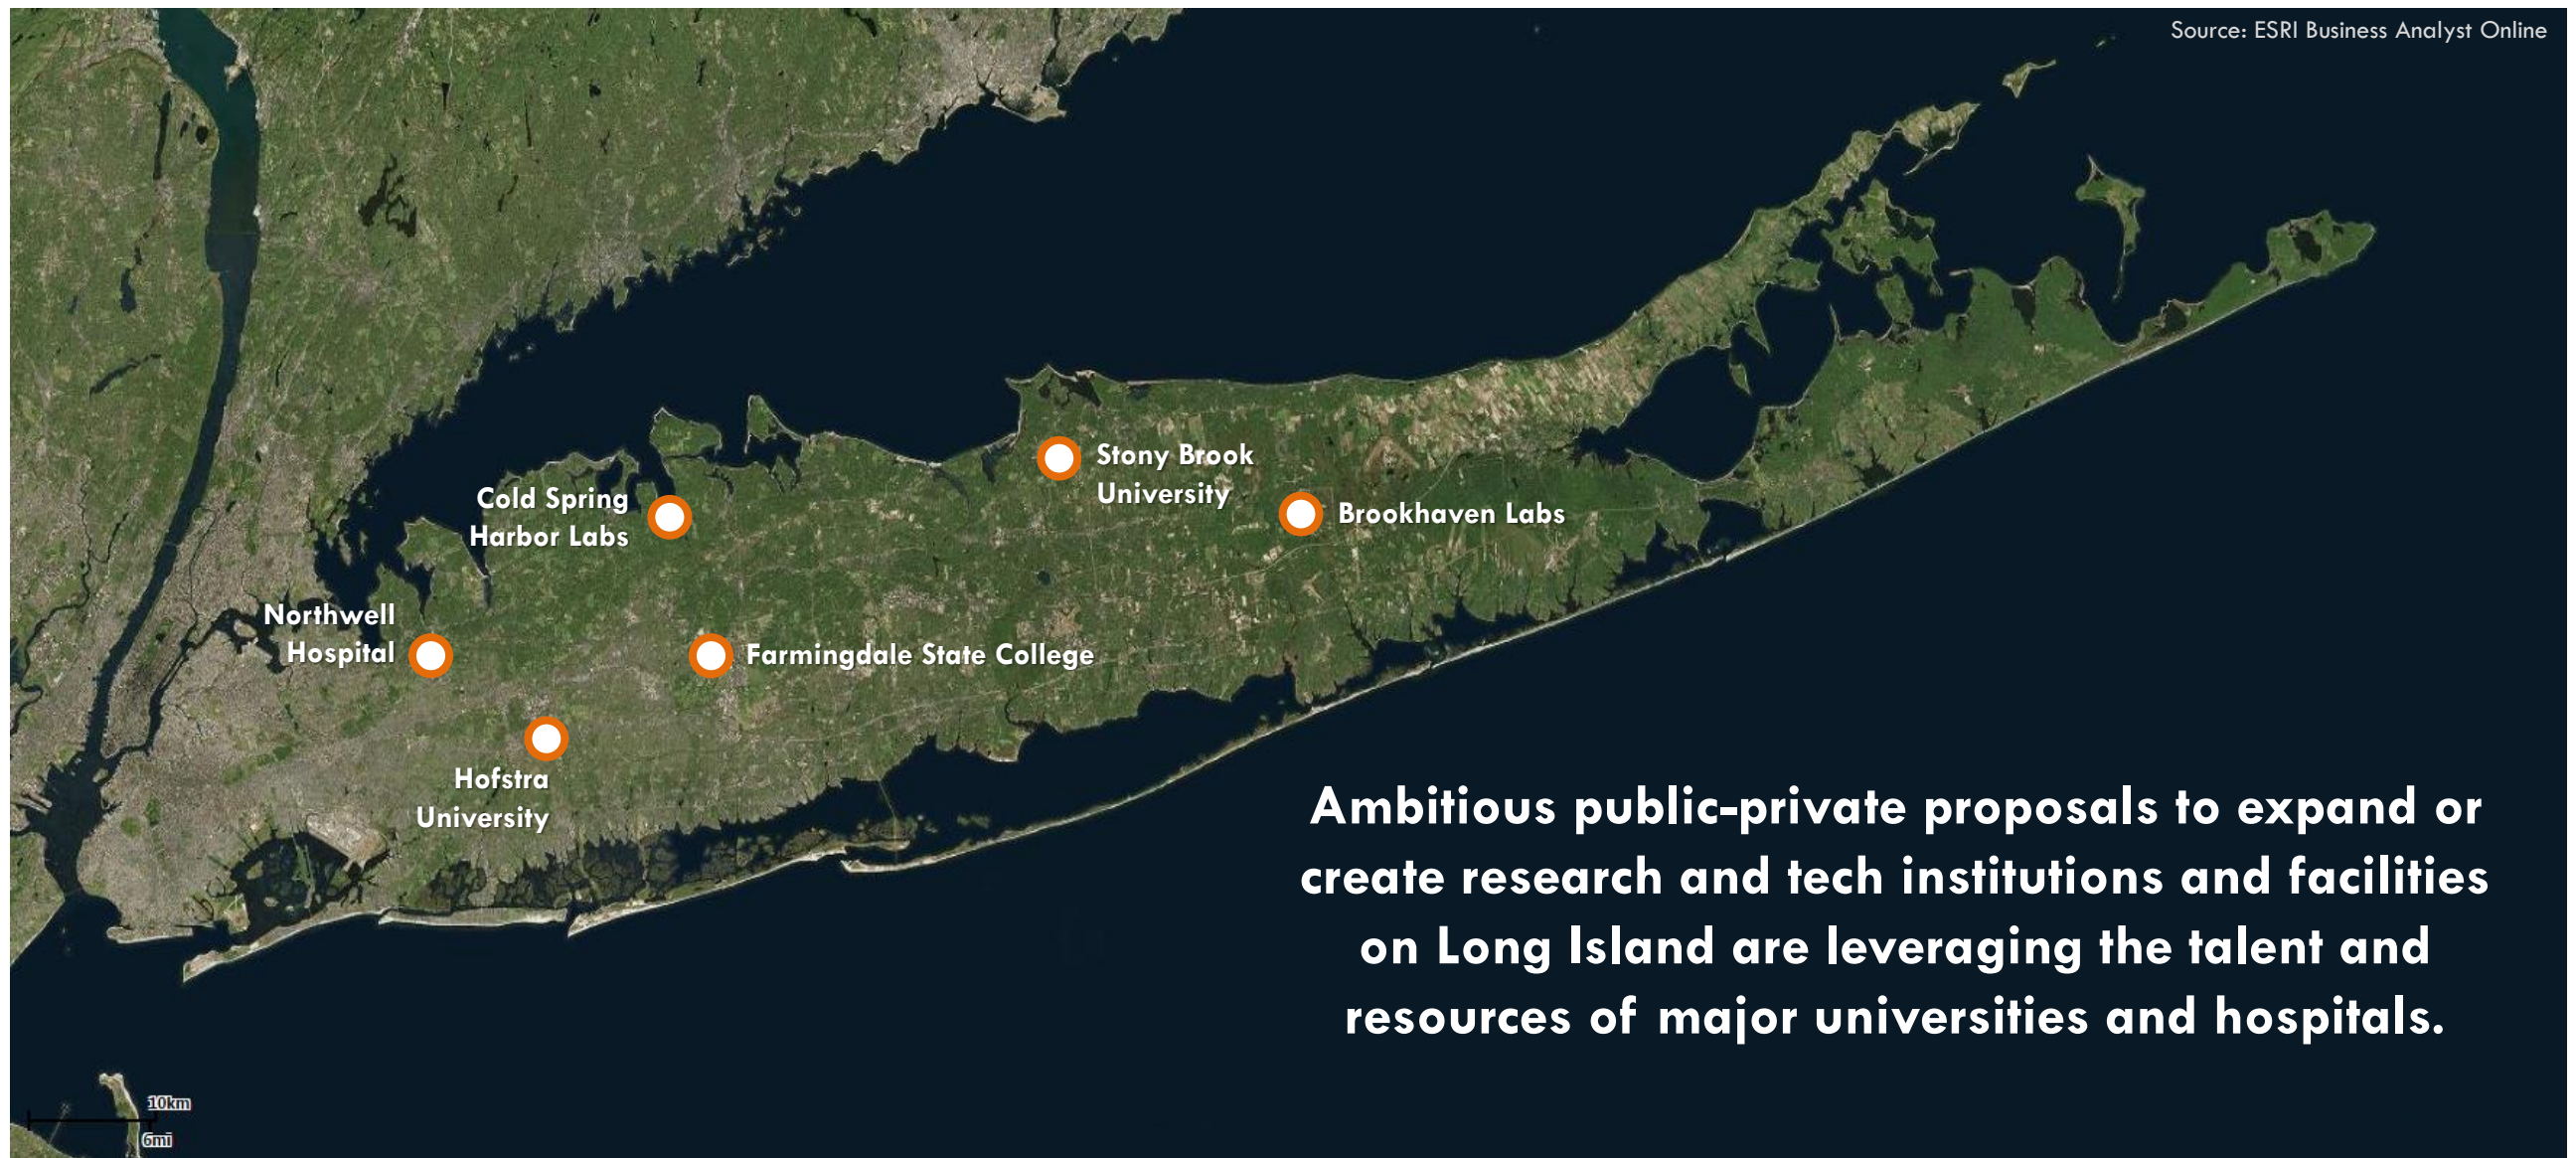 Source: ESRI Business Analyst Online
Stony Brook
University
Cold Spring
Harbor Labs
Brookhaven Labs
Northwell
Hospital
Farmingdale State College
Hofstra
University
Ambitious public-private proposals to expand or
create research and tech institutions and facilities
on Long Island are leveraging the talent and
resources of major universities and hospitals.
10km
6mi